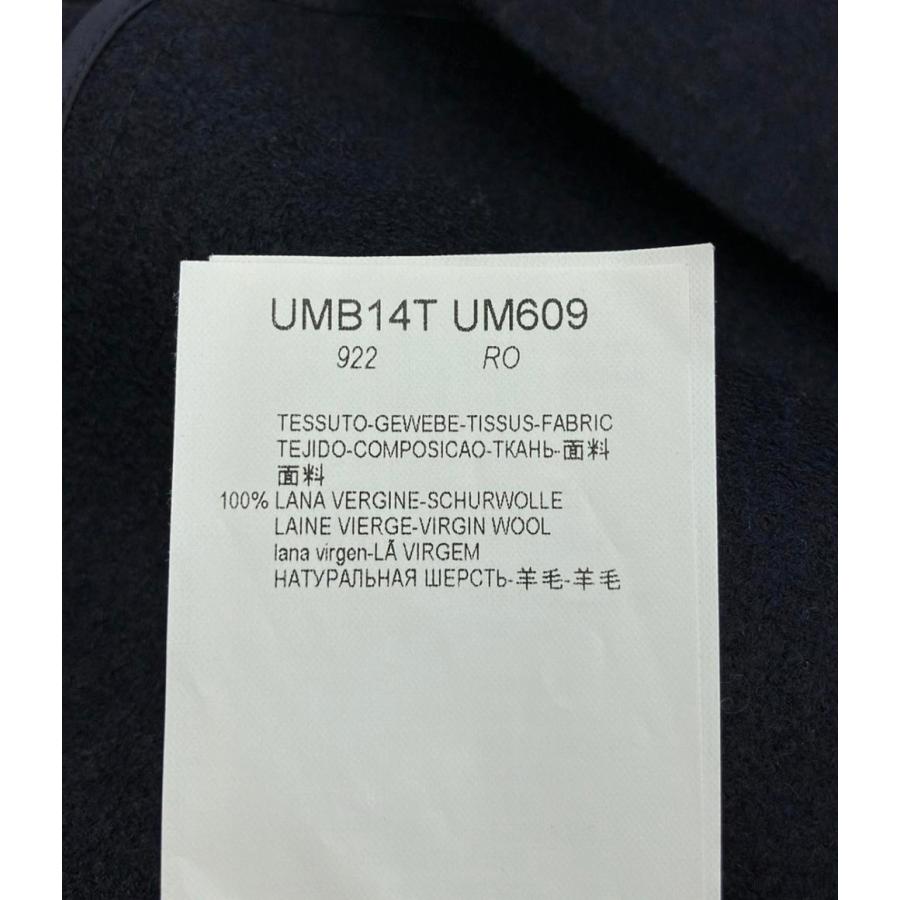 UMB14T UM609
922 RO
TESSUTO-GEWEBE-TISSUS-FABRIC
TEJIDO-COMPOSICAO-ТКАНЬ-面料
面料
100% LANA VERGINE-SCHURWOLLE
LAINE VIERGE-VIRGIN WOOL
lana virgen-LÃ VIRGEM
НАТУРАЛЬНАЯ ШЕРСТЬ-羊毛-羊毛